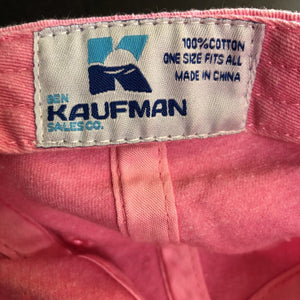 K
BEN
KAUFMAN
SALES CO.
100% COTTON
ONE SIZE FITS ALL
MADE IN CHINA